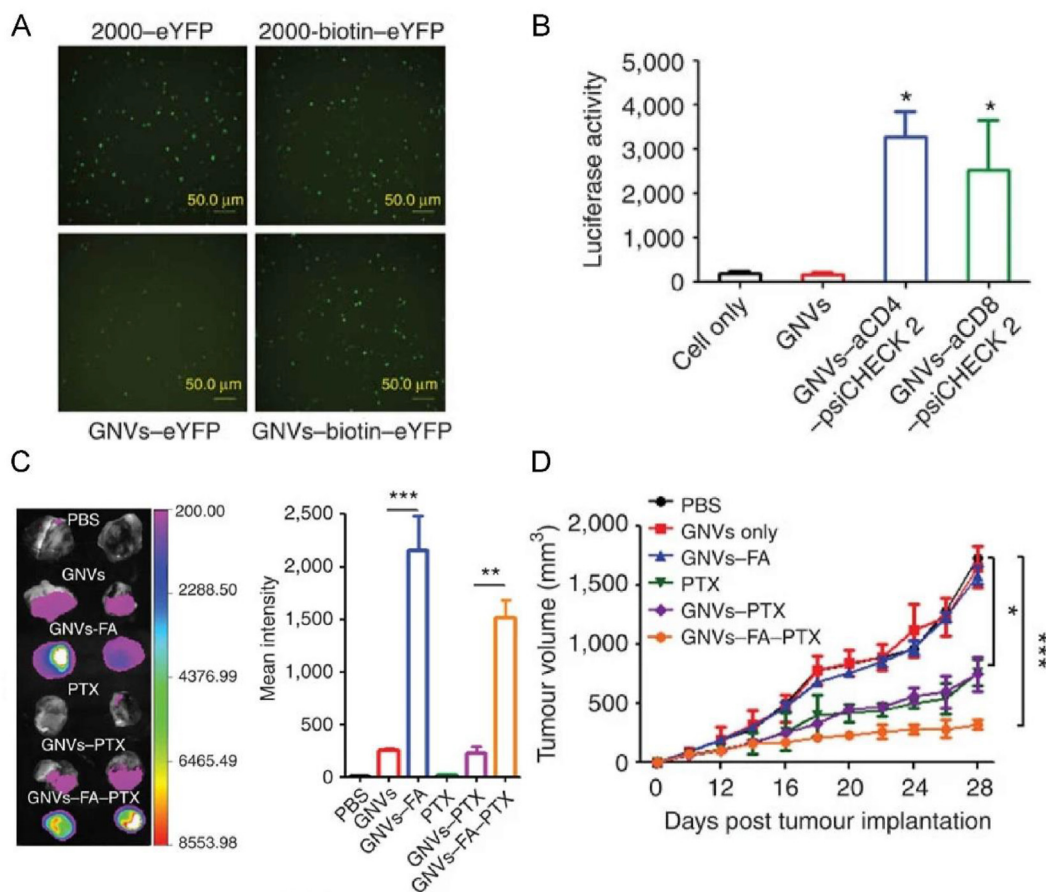 A
2000–eYFP
2000-biotin–eYFP
50.0 μm
50.0 μm
50.0 μm
50.0 μm
GNVs–eYFP
GNVs–biotin–eYFP
B
Luciferase activity
5,000
4,000
3,000
2,000
1,000
0
*
*
Cell only
GNVs
GNVs–aCD4
–psiCHECK 2
GNVs–aCD8
–psiCHECK 2
C
PBS
GNVs
GNVs-FA
PTX
GNVs–PTX
GNVs–FA–PTX
200.00
2288.50
4376.99
6465.49
8553.98
Mean intensity
2,500
2,000
1,500
1,000
500
0
***
**
PBS
GNVs
GNVs–FA
PTX
GNVs–PTX
GNVs–FA–PTX
D
PBS
GNVs only
GNVs–FA
PTX
GNVs–PTX
GNVs–FA–PTX
Tumour volume (mm³)
2,000
1,500
1,000
500
0
0
12
16
20
24
28
Days post tumour implantation
*
***